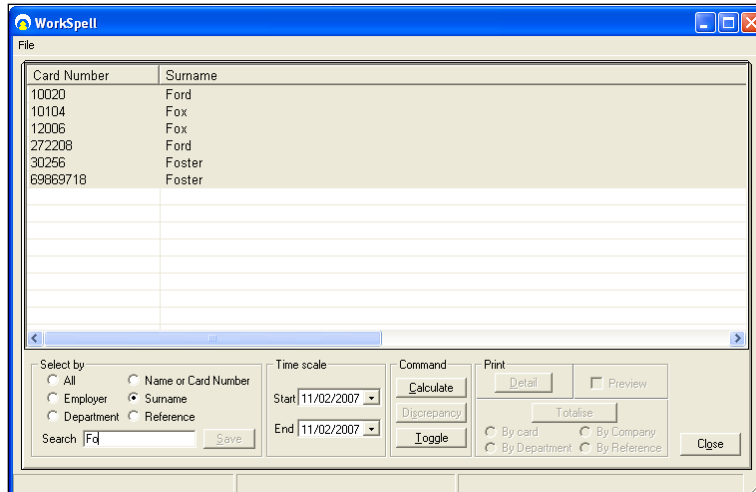 WorkSpell
File
Card Number Surname
10020 Ford
10104 Fox
12006 Fox
272208 Ford
30256 Foster
69869718 Foster
Select by Time scale Command Print
All Name or Card Number Calculate Detail Preview
Employer Surname Start 11/02/2007 Discrepancy Totalise
Department Reference End 11/02/2007 Toggle By card By Company
Search Fo Save By Department By Reference Close